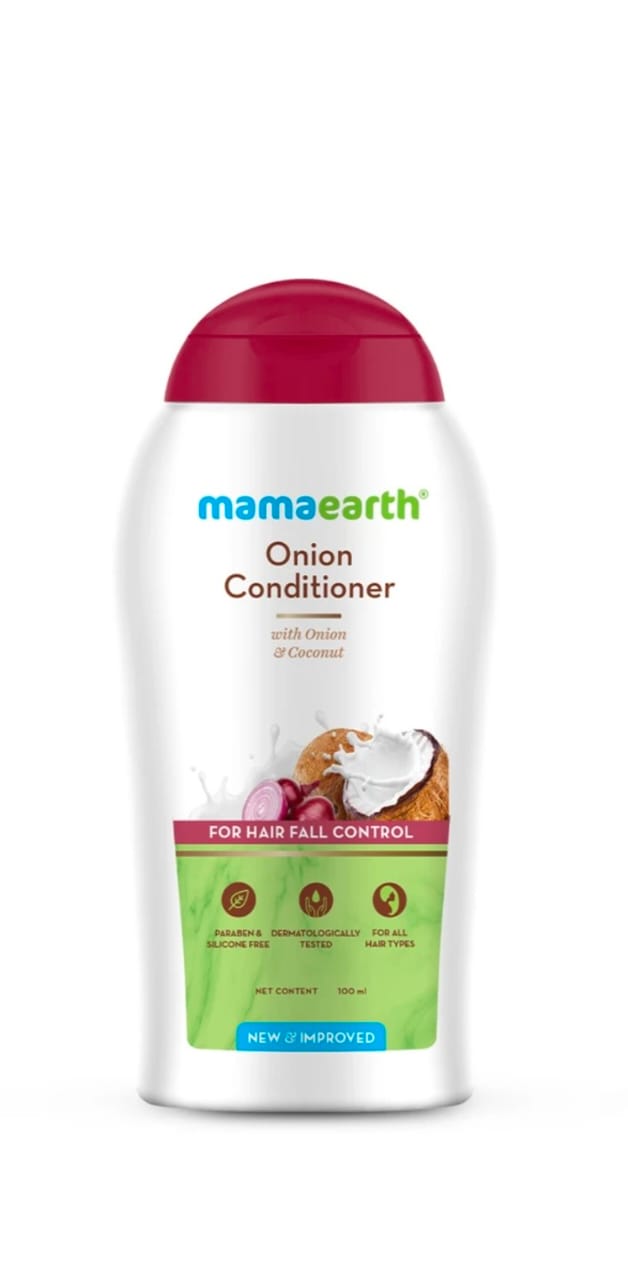 mamaearth®
Onion
Conditioner
with Onion
& Coconut
FOR HAIR FALL CONTROL
PARABEN &
SILICONE FREE
DERMATOLOGICALLY
TESTED
FOR ALL
HAIR TYPES
NET CONTENT 100 ml
NEW & IMPROVED